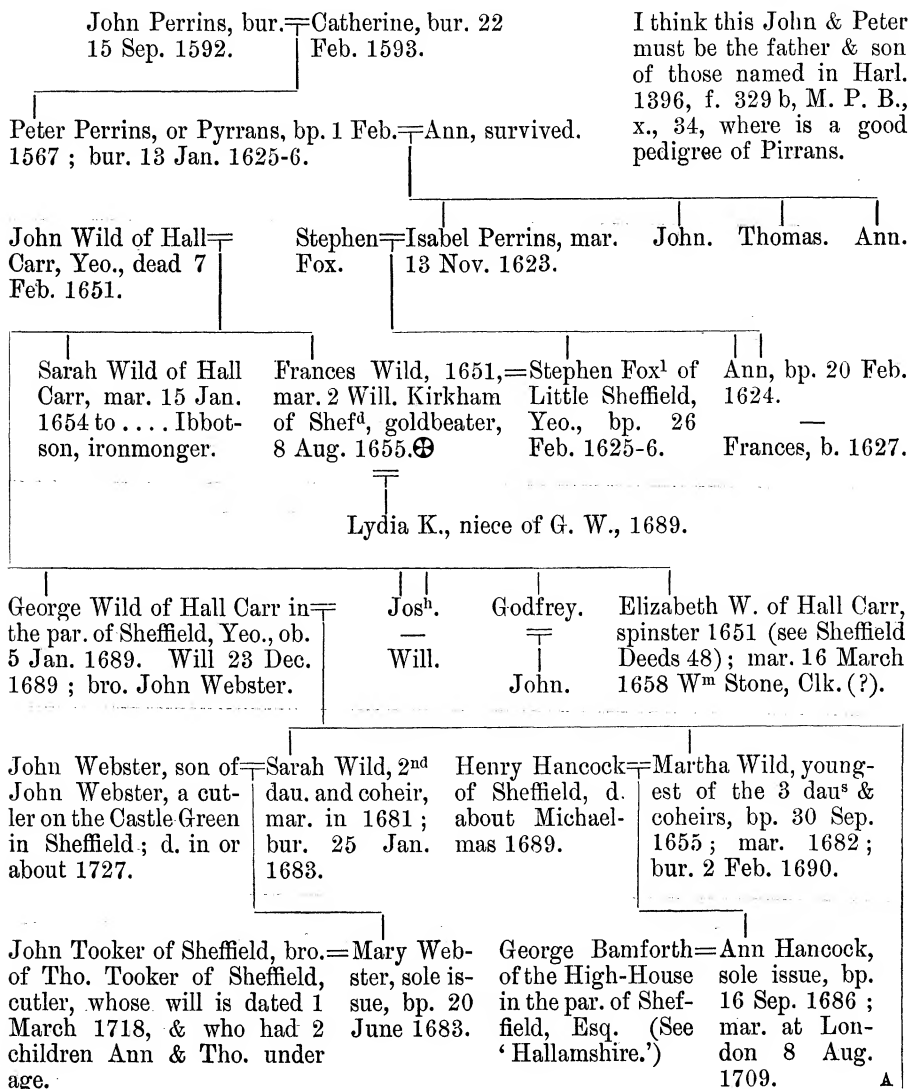 John Perrins, bur.
15 Sep. 1592.
Catherine, bur. 22
Feb. 1593.
I think this John & Peter
must be the father & son
of those named in Harl.
1396, f. 329 b, M. P. B.,
x., 34, where is a good
pedigree of Pirrans.
Peter Perrins, or Pyrrans, bp. 1 Feb.
1567 ; bur. 13 Jan. 1625-6.
Ann, survived.
John Wild of Hall
Carr, Yeo., dead 7
Feb. 1651.
Stephen
Fox.
Isabel Perrins, mar.
13 Nov. 1623.
John.
Thomas.
Ann.
Sarah Wild of Hall
Carr, mar. 15 Jan.
1654 to .... Ibbot-
son, ironmonger.
Frances Wild, 1651,
mar. 2 Will. Kirkham
of Shefᵈ, goldbeater,
8 Aug. 1655.✠
Stephen Fox¹ of
Little Sheffield,
Yeo., bp. 26
Feb. 1625-6.
Ann, bp. 20 Feb.
1624.
—
Frances, b. 1627.
Lydia K., niece of G. W., 1689.
George Wild of Hall Carr in
the par. of Sheffield, Yeo., ob.
5 Jan. 1689. Will 23 Dec.
1689 ; bro. John Webster.
Josʰ.
—
Will.
Godfrey.
John.
Elizabeth W. of Hall Carr,
spinster 1651 (see Sheffield
Deeds 48) ; mar. 16 March
1658 Wᵐ Stone, Clk. (?).
John Webster, son of
John Webster, a cut-
ler on the Castle Green
in Sheffield ; d. in or
about 1727.
Sarah Wild, 2ⁿᵈ
dau. and coheir,
mar. in 1681 ;
bur. 25 Jan.
1683.
Henry Hancock
of Sheffield, d.
about Michael-
mas 1689.
Martha Wild, young-
est of the 3 dauˢ &
coheirs, bp. 30 Sep.
1655 ; mar. 1682 ;
bur. 2 Feb. 1690.
John Tooker of Sheffield, bro.
of Tho. Tooker of Sheffield,
cutler, whose will is dated 1
March 1718, & who had 2
children Ann & Tho. under
age.
Mary Web-
ster, sole is-
sue, bp. 20
June 1683.
George Bamforth
of the High-House
in the par. of Shef-
field, Esq. (See
‘ Hallamshire.’)
Ann Hancock,
sole issue, bp.
16 Sep. 1686 ;
mar. at Lon-
don 8 Aug.
1709.
A